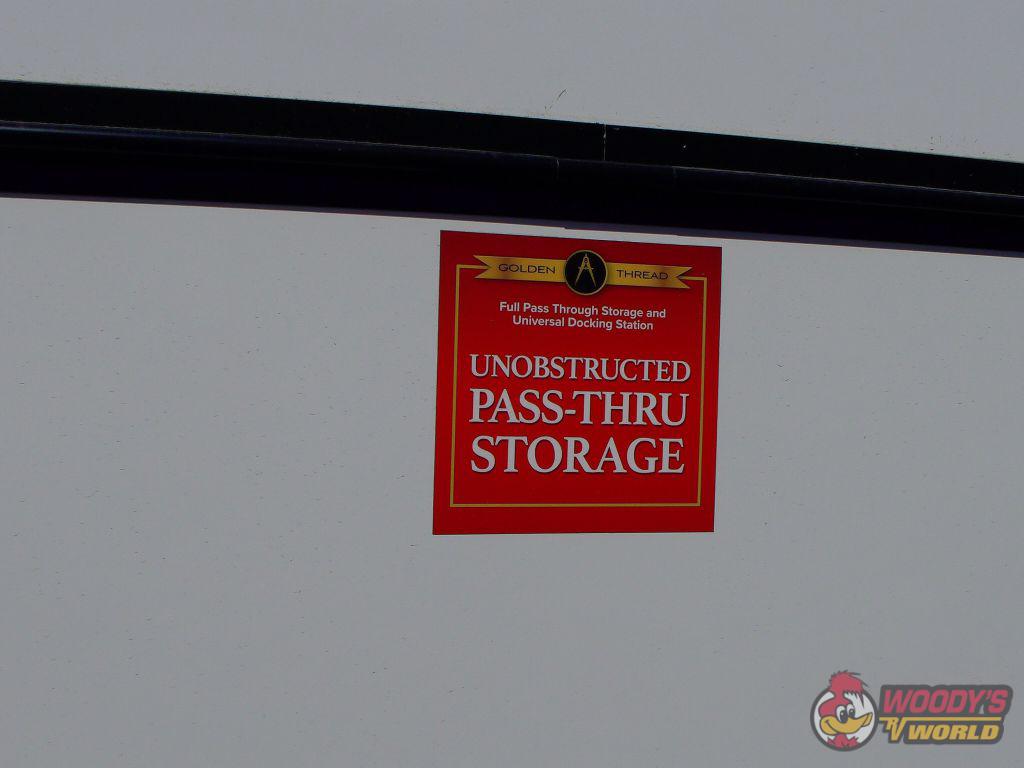 GOLDEN THREAD
Full Pass Through Storage and
Universal Docking Station
UNOBSTRUCTED
PASS-THRU
STORAGE
WOODY'S
RV WORLD